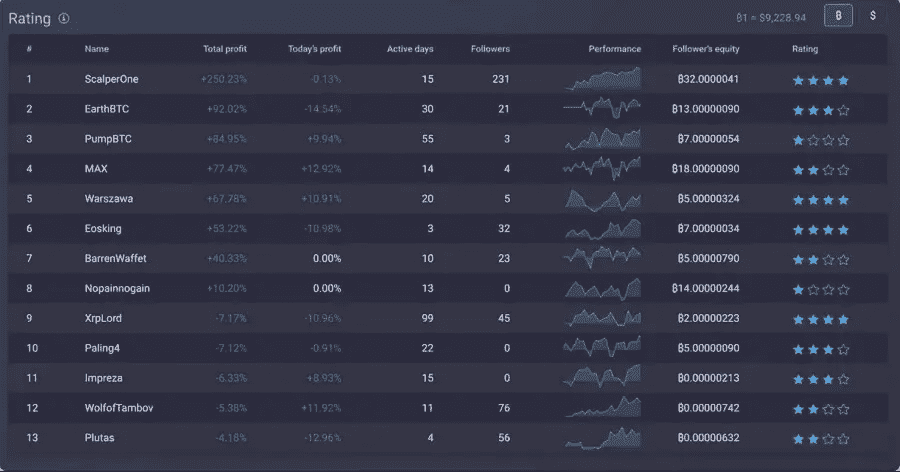 Rating
฿1 = $9,228.94 ฿ $
# Name Total profit Today's profit Active days Followers Performance Follower's equity Rating
1 ScalperOne +250.23% -0.13% 15 231 ฿32.0000041
2 EarthBTC +92.02% -14.54% 30 21 ฿13.00000090
3 PumpBTC +84.95% +9.94% 55 3 ฿7.00000054
4 MAX +77.47% +12.92% 14 4 ฿18.00000090
5 Warszawa +67.78% +10.91% 20 5 ฿5.00000324
6 Eosking +53.22% -10.98% 3 32 ฿7.00000034
7 BarrenWaffet +40.33% 0.00% 10 23 ฿5.00000790
8 Nopainnogain +10.20% 0.00% 13 0 ฿14.00000244
9 XrpLord -7.17% -10.96% 99 45 ฿2.00000223
10 Paling4 -7.12% -0.91% 22 0 ฿5.00000090
11 Impreza -6.33% +8.93% 15 0 ฿0.00000213
12 WolfofTambov -5.38% +11.92% 11 76 ฿0.00000742
13 Plutas -4.18% -12.96% 4 56 ฿0.00000632